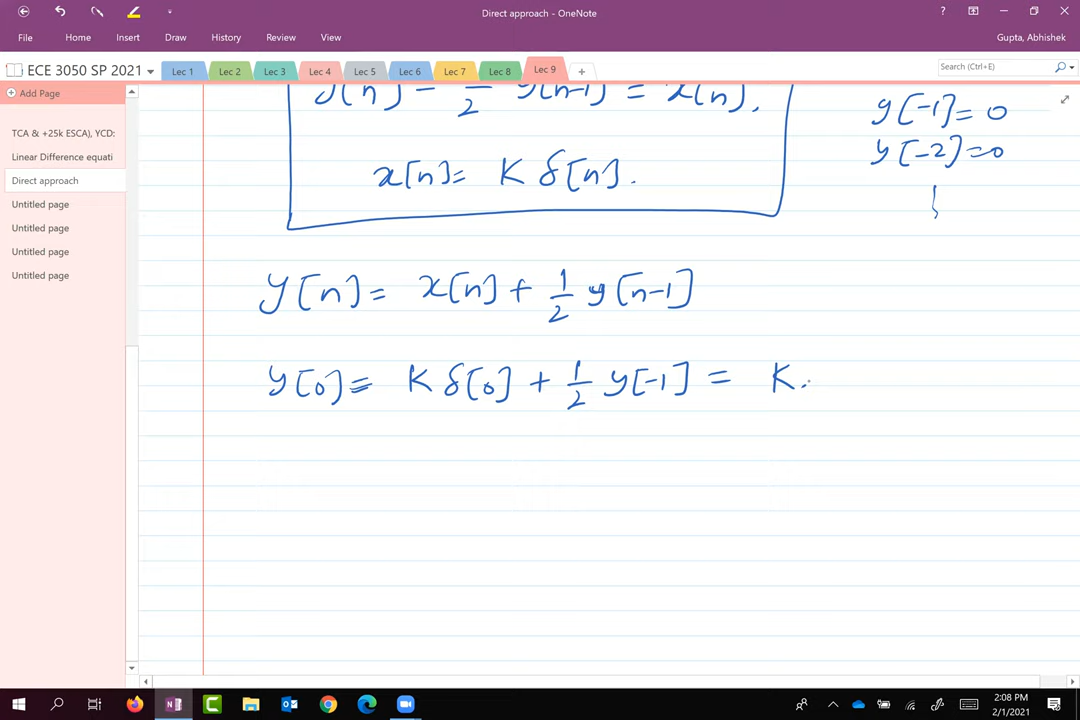 Direct approach - OneNote
?
File Home Insert Draw History Review View
Gupta, Abhishek
ECE 3050 SP 2021
Lec 1 Lec 2 Lec 3 Lec 4 Lec 5 Lec 6 Lec 7 Lec 8 Lec 9 +
Search (Ctrl+E)
Add Page
TCA & +25k ESCA), YCD:
Linear Difference equati
Direct approach
Untitled page
Untitled page
Untitled page
Untitled page
y[n] - 1/2 y[n-1] = x[n].
x[n] = K δ[n].
y[-1] = 0
y[-2] = 0
y[n] = x[n] + 1/2 y[n-1]
y[0] = K δ[0] + 1/2 y[-1] = K.
2:08 PM
2/1/2021